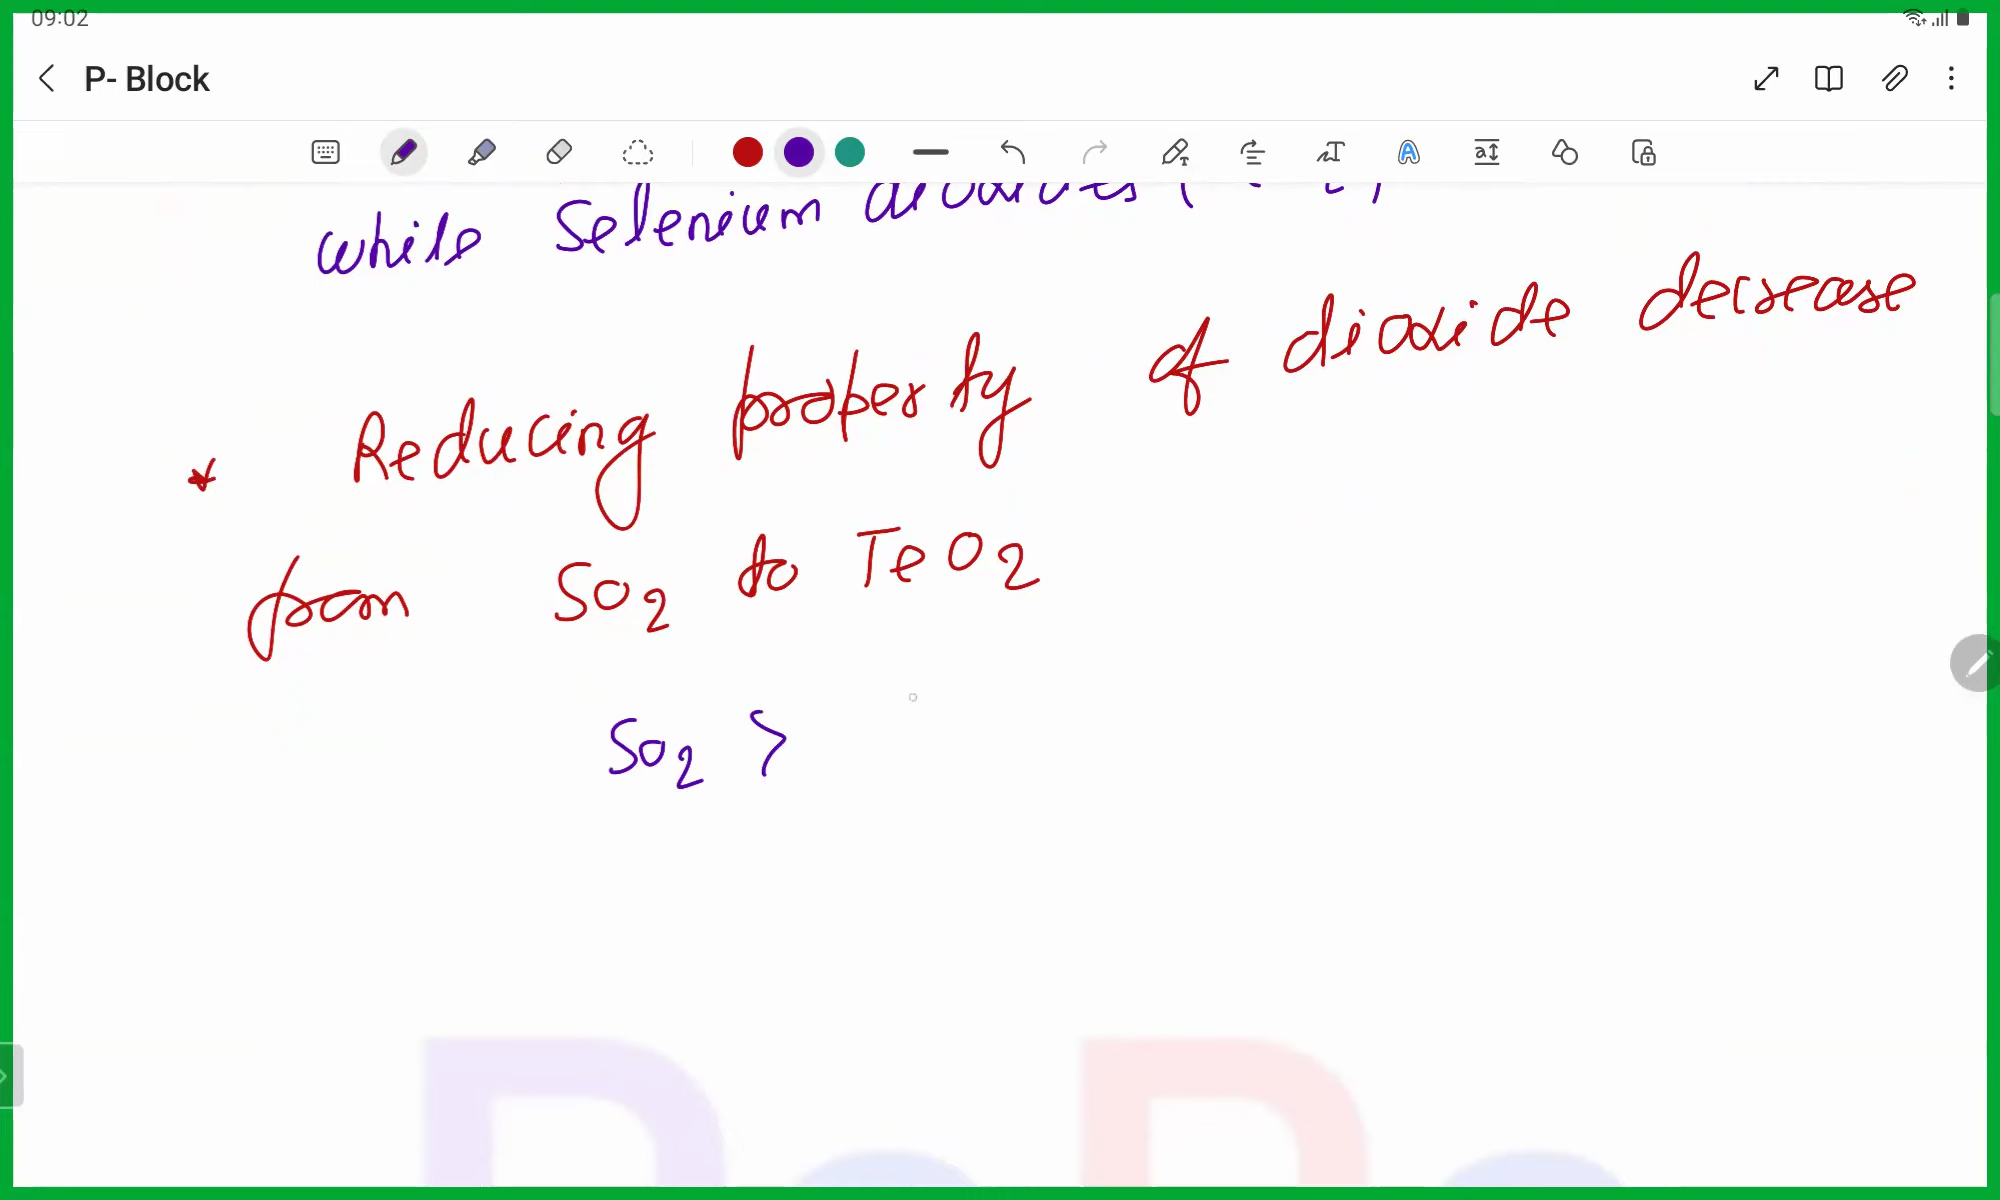 09:02
P- Block
while Selenium
* Reducing property of dioxide decrease
from SO2 to TeO2
SO2 >